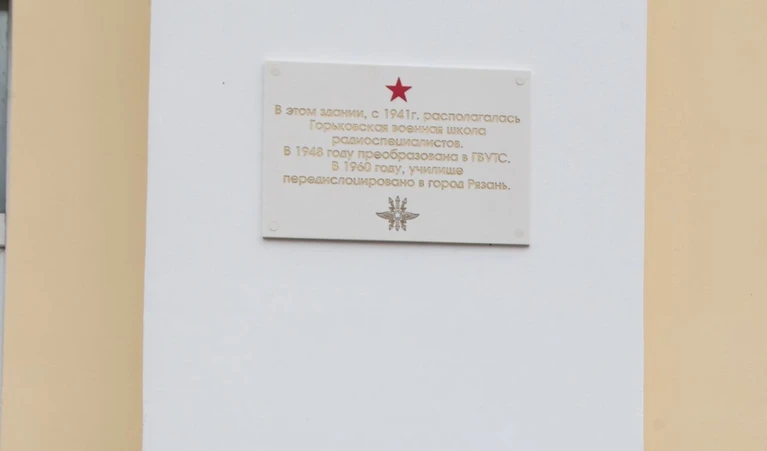 В этом здании, с 1941г. располагалась
Горьковская военная школа
радиоспециалистов.
В 1948 году преобразована в ГВУТС.
В 1960 году, училище
передислоцировано в город Рязань.